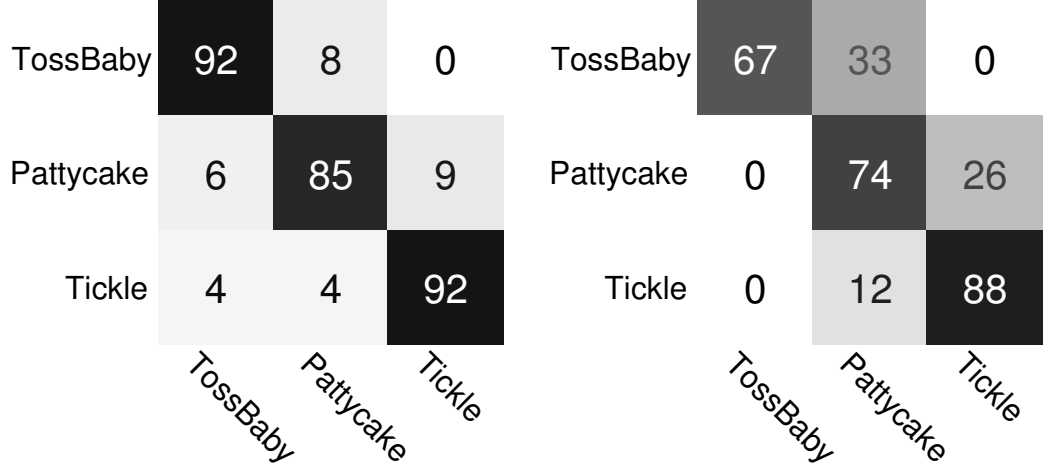 TossBaby 92 8 0
Pattycake 6 85 9
Tickle 4 4 92
TossBaby Pattycake Tickle
TossBaby 67 33 0
Pattycake 0 74 26
Tickle 0 12 88
TossBaby Pattycake Tickle